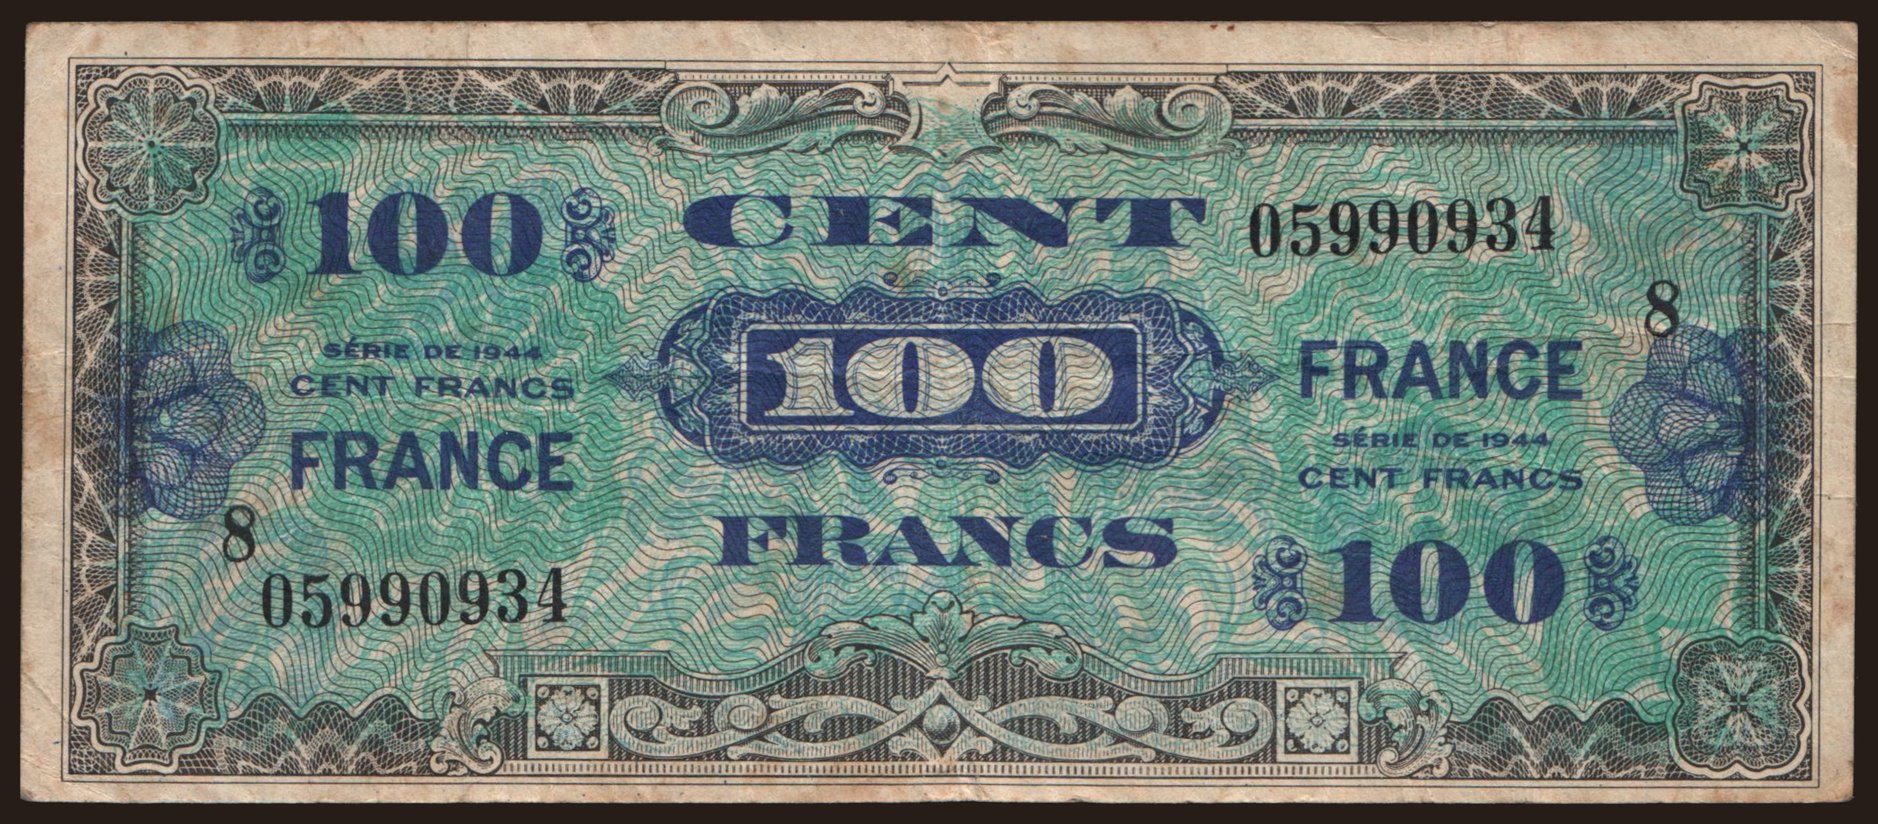 100 CENT 05990934
8
SÉRIE DE 1944
CENT FRANCS
FRANCE
100
FRANCE
SÉRIE DE 1944
CENT FRANCS
8
05990934
FRANCS
100